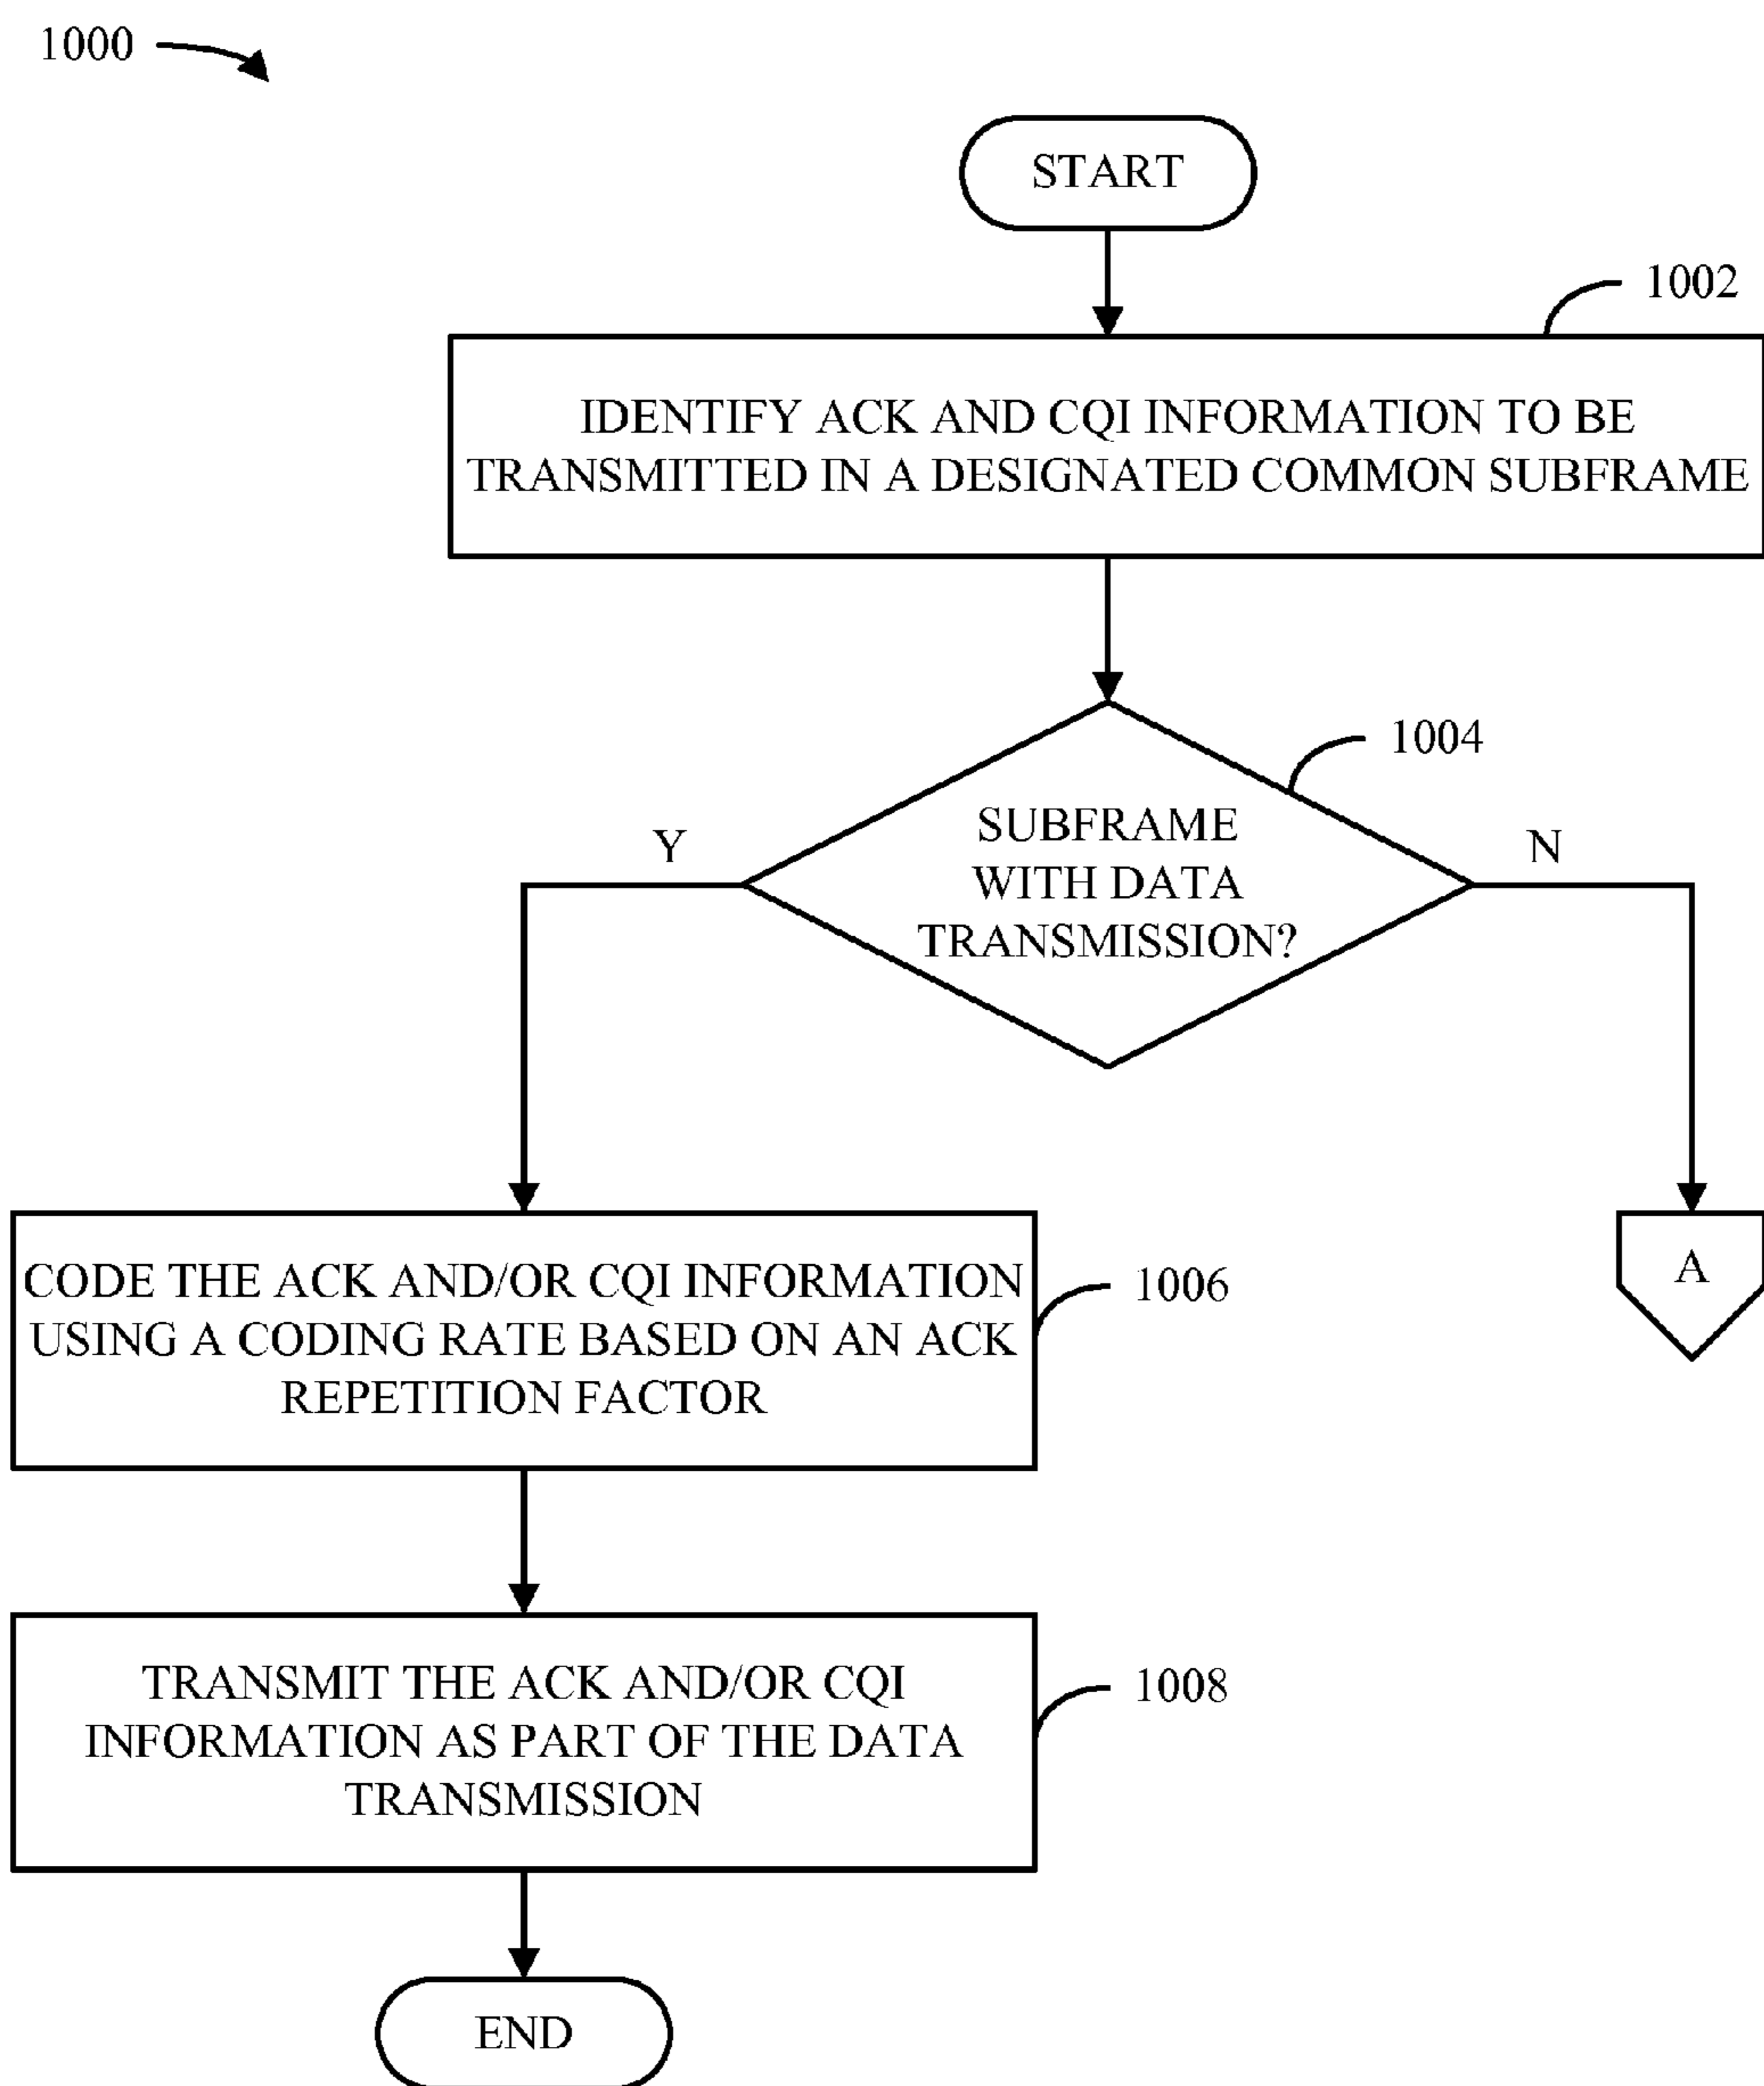 1000
START
1002
IDENTIFY ACK AND CQI INFORMATION TO BE
TRANSMITTED IN A DESIGNATED COMMON SUBFRAME
1004
SUBFRAME
WITH DATA
TRANSMISSION?
Y
N
CODE THE ACK AND/OR CQI INFORMATION
USING A CODING RATE BASED ON AN ACK
REPETITION FACTOR
1006
A
TRANSMIT THE ACK AND/OR CQI
INFORMATION AS PART OF THE DATA
TRANSMISSION
1008
END